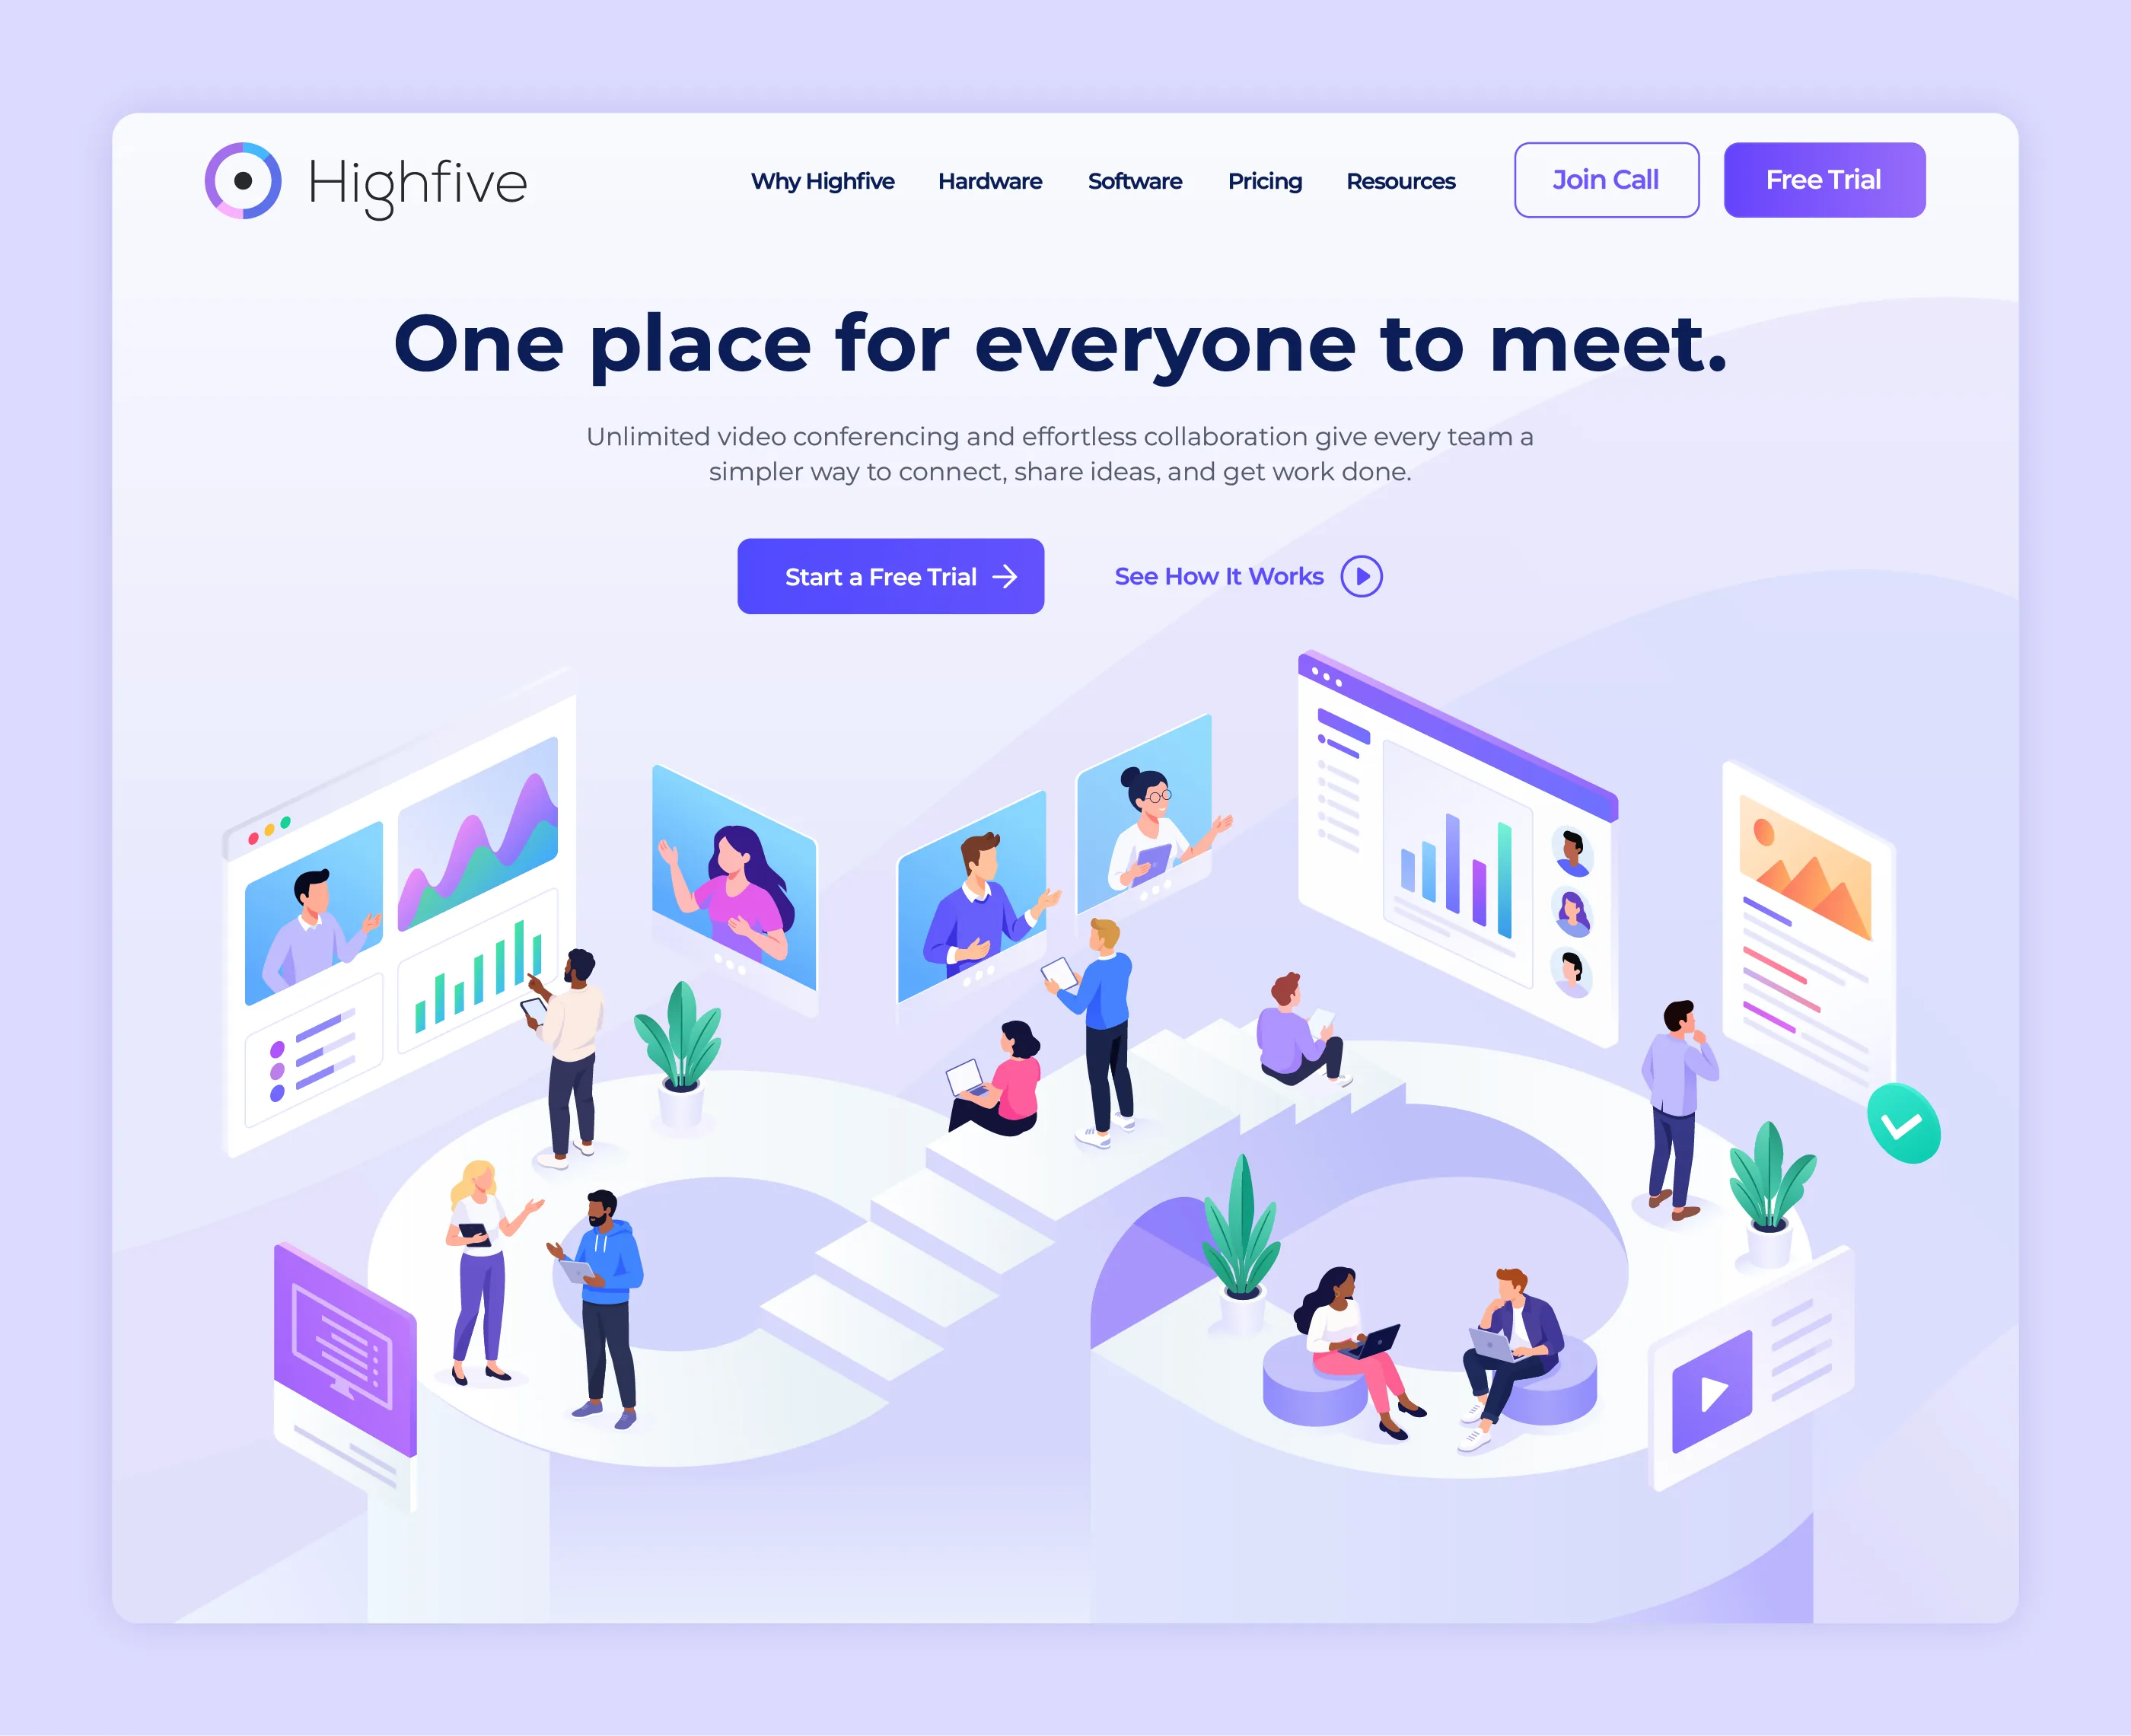 Highfive
Why Highfive
Hardware
Software
Pricing
Resources
Join Call
Free Trial
One place for everyone to meet.
Unlimited video conferencing and effortless collaboration give every team a
simpler way to connect, share ideas, and get work done.
Start a Free Trial
See How It Works